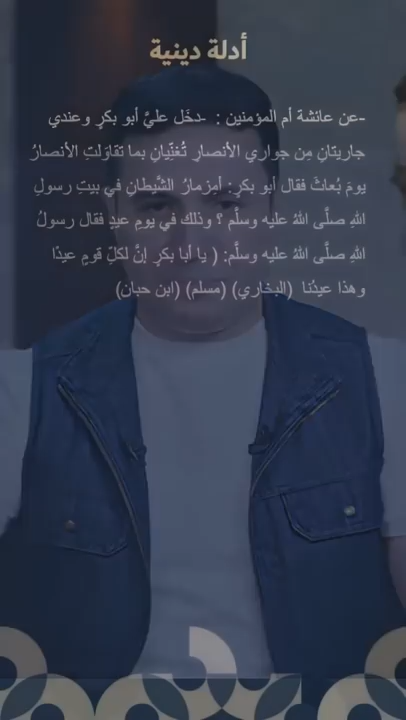 أدلة دينية
-عن عائشة أم المؤمنين : -دخَل عليَّ أبو بكرٍ وعندي
جاريتانِ مِن جواري الأنصارِ تُغنِّيانِ بما تقاوَلتِ الأنصارُ
يومَ بُعاثَ فقال أبو بكرٍ: أمِزمارُ الشَّيطانِ في بيتِ رسولِ
اللهِ صلَّى اللهُ عليه وسلَّم ؟ وذلك في يومِ عيدٍ فقال رسولُ
اللهِ صلَّى اللهُ عليه وسلَّم: ( يا أبا بكرٍ إنَّ لكلِّ قومٍ عيدًا
وهذا عيدُنا (البخاري) (مسلم) (ابن حبان)